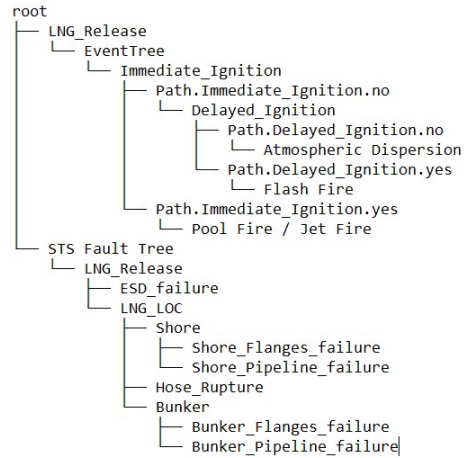 root
LNG_Release
EventTree
Immediate_Ignition
Path.Immediate_Ignition.no
Delayed_Ignition
Path.Delayed_Ignition.no
Atmospheric Dispersion
Path.Delayed_Ignition.yes
Flash Fire
Path.Immediate_Ignition.yes
Pool Fire / Jet Fire
STS Fault Tree
LNG_Release
ESD_failure
LNG_LOC
Shore
Shore_Flanges_failure
Shore_Pipeline_failure
Hose_Rupture
Bunker
Bunker_Flanges_failure
Bunker_Pipeline_failure